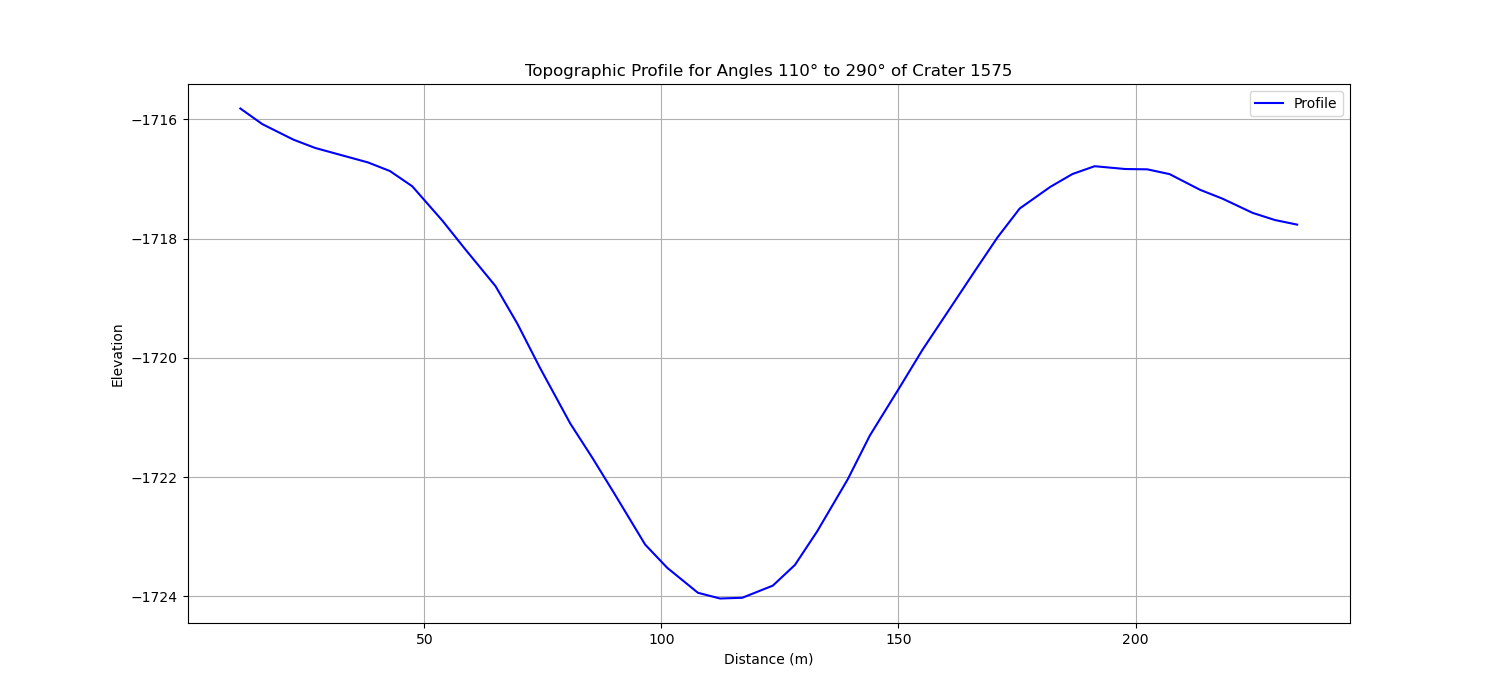 Topographic Profile for Angles 110° to 290° of Crater 1575
Profile
−1716
−1718
−1720
−1722
−1724
Elevation
50 100 150 200
Distance (m)